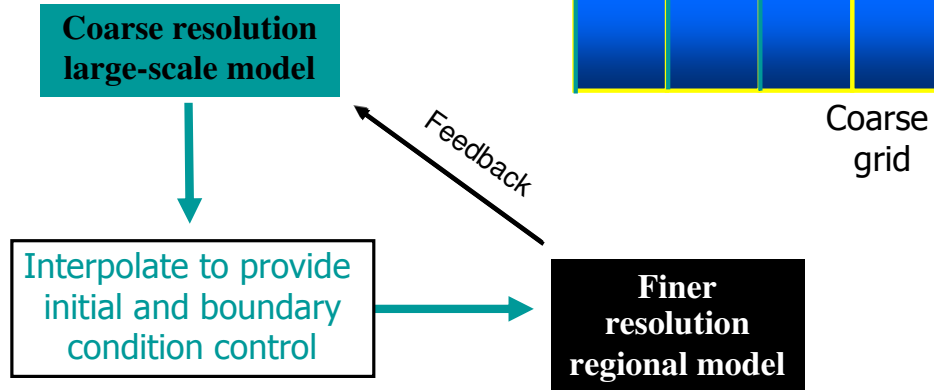 Coarse resolution
large-scale model
Coarse
grid
Feedback
Interpolate to provide
initial and boundary
condition control
Finer
resolution
regional model